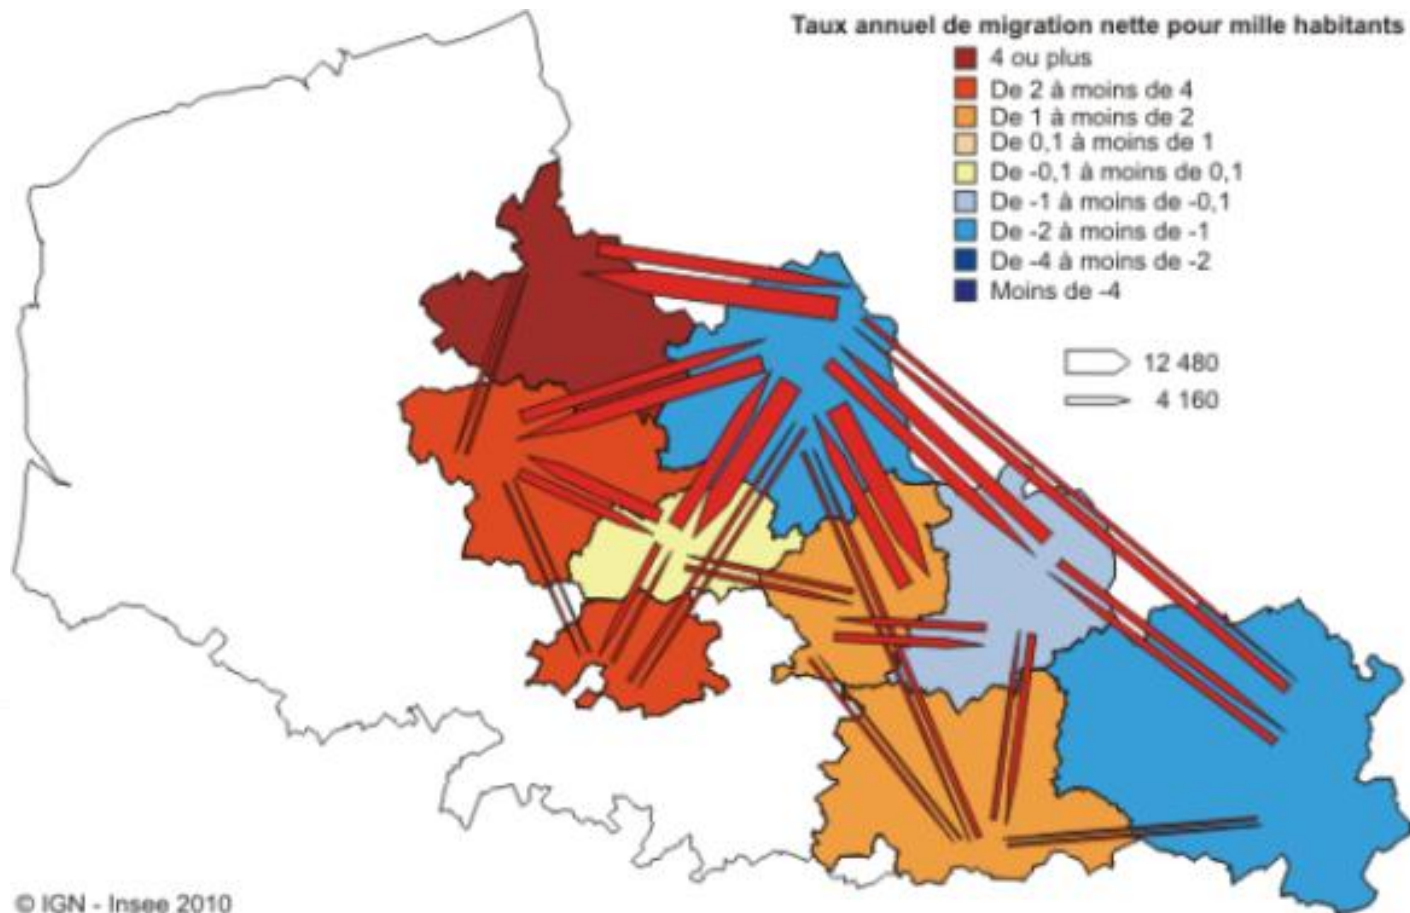 Taux annuel de migration nette pour mille habitants
4 ou plus
De 2 à moins de 4
De 1 à moins de 2
De 0,1 à moins de 1
De -0,1 à moins de 0,1
De -1 à moins de -0,1
De -2 à moins de -1
De -4 à moins de -2
Moins de -4
12 480
4 160
© IGN - Insee 2010